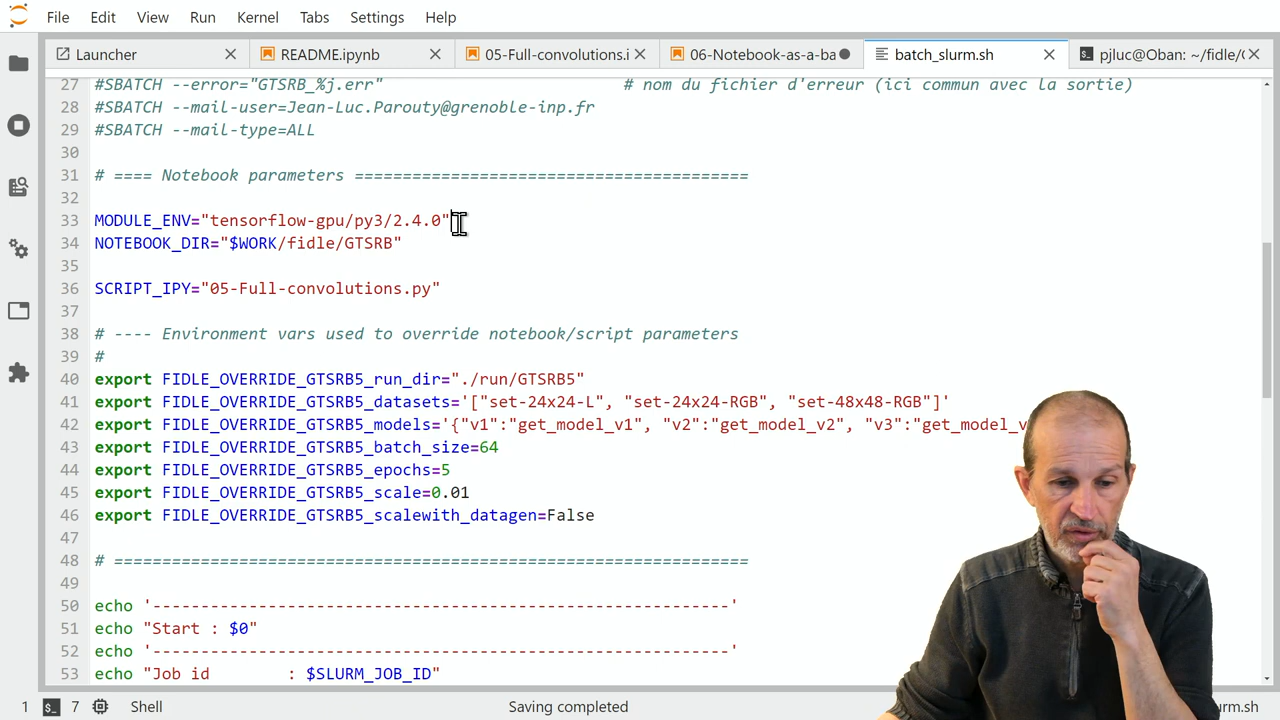 File Edit View Run Kernel Tabs Settings Help
Launcher README.ipynb 05-Full-convolutions.i 06-Notebook-as-a-ba batch_slurm.sh pjluc@Oban: ~/fidle/
27 #SBATCH --error="GTSRB_%j.err" # nom du fichier d'erreur (ici commun avec la sortie)
28 #SBATCH --mail-user=Jean-Luc.Parouty@grenoble-inp.fr
29 #SBATCH --mail-type=ALL
30
31 # ==== Notebook parameters =========================================
32
33 MODULE_ENV="tensorflow-gpu/py3/2.4.0"
34 NOTEBOOK_DIR="$WORK/fidle/GTSRB"
35
36 SCRIPT_IPY="05-Full-convolutions.py"
37
38 # ---- Environment vars used to override notebook/script parameters
39 #
40 export FIDLE_OVERRIDE_GTSRB5_run_dir="./run/GTSRB5"
41 export FIDLE_OVERRIDE_GTSRB5_datasets='["set-24x24-L", "set-24x24-RGB", "set-48x48-RGB"]'
42 export FIDLE_OVERRIDE_GTSRB5_models='{"v1":"get_model_v1", "v2":"get_model_v2", "v3":"get_model_v
43 export FIDLE_OVERRIDE_GTSRB5_batch_size=64
44 export FIDLE_OVERRIDE_GTSRB5_epochs=5
45 export FIDLE_OVERRIDE_GTSRB5_scale=0.01
46 export FIDLE_OVERRIDE_GTSRB5_scalewith_datagen=False
47
48 # ==================================================================
49
50 echo '------------------------------------------------------------'
51 echo "Start : $0"
52 echo '------------------------------------------------------------'
53 echo "Job id : $SLURM_JOB_ID"
1 7 Shell Saving completed urm.sh